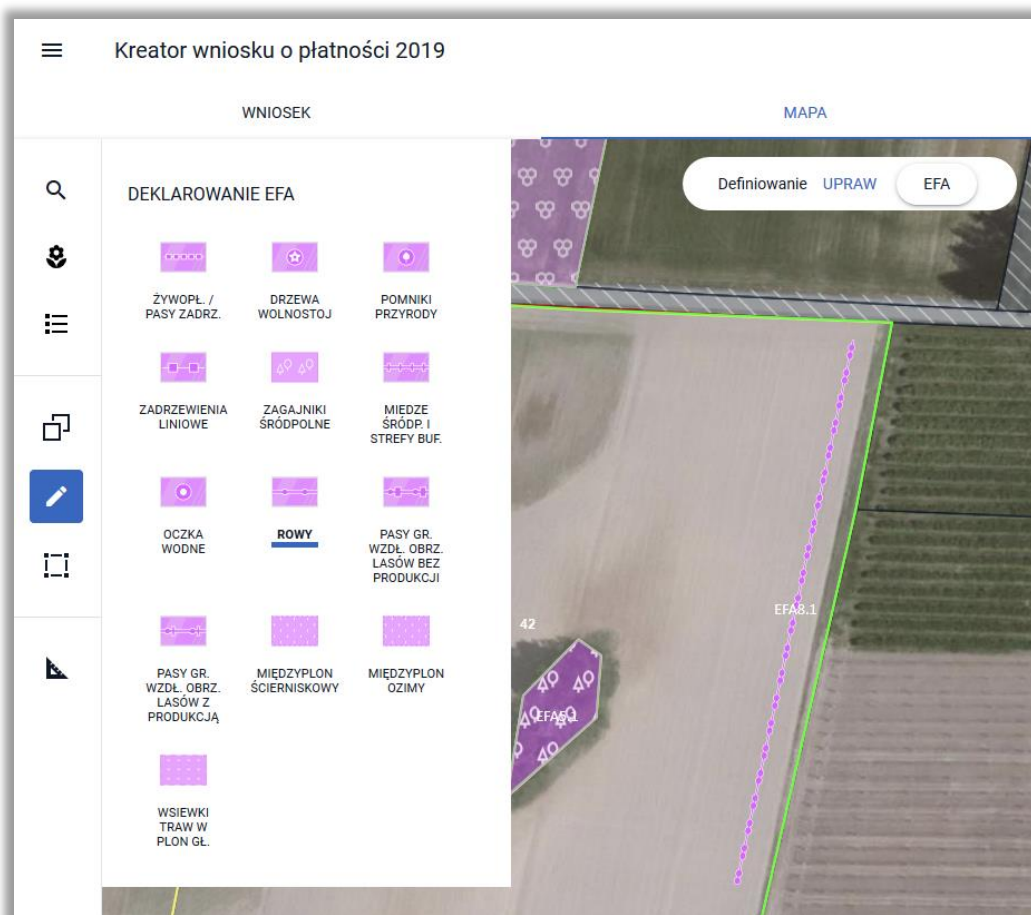 Kreator wniosku o płatności 2019
WNIOSEK
MAPA
DEKLAROWANIE EFA
Definiowanie UPRAW EFA
ŻYWOPŁ. /
PASY ZADRZ.
DRZEWA
WOLNOSTOJ
POMNIKI
PRZYRODY
ZADRZEWIENIA
LINIOWE
ZAGAJNIKI
ŚRÓDPOLNE
MIEDZE
ŚRÓDP. I
STREFY BUF.
OCZKA
WODNE
ROWY
PASY GR.
WZDŁ. OBRZ.
LASÓW BEZ
PRODUKCJI
PASY GR.
WZDŁ. OBRZ.
LASÓW Z
PRODUKCJĄ
MIĘDZYPLON
ŚCIERNISKOWY
MIĘDZYPLON
OZIMY
WSIEWKI
TRAW W
PLON GŁ.
EFA8.1
42
EFA5.1